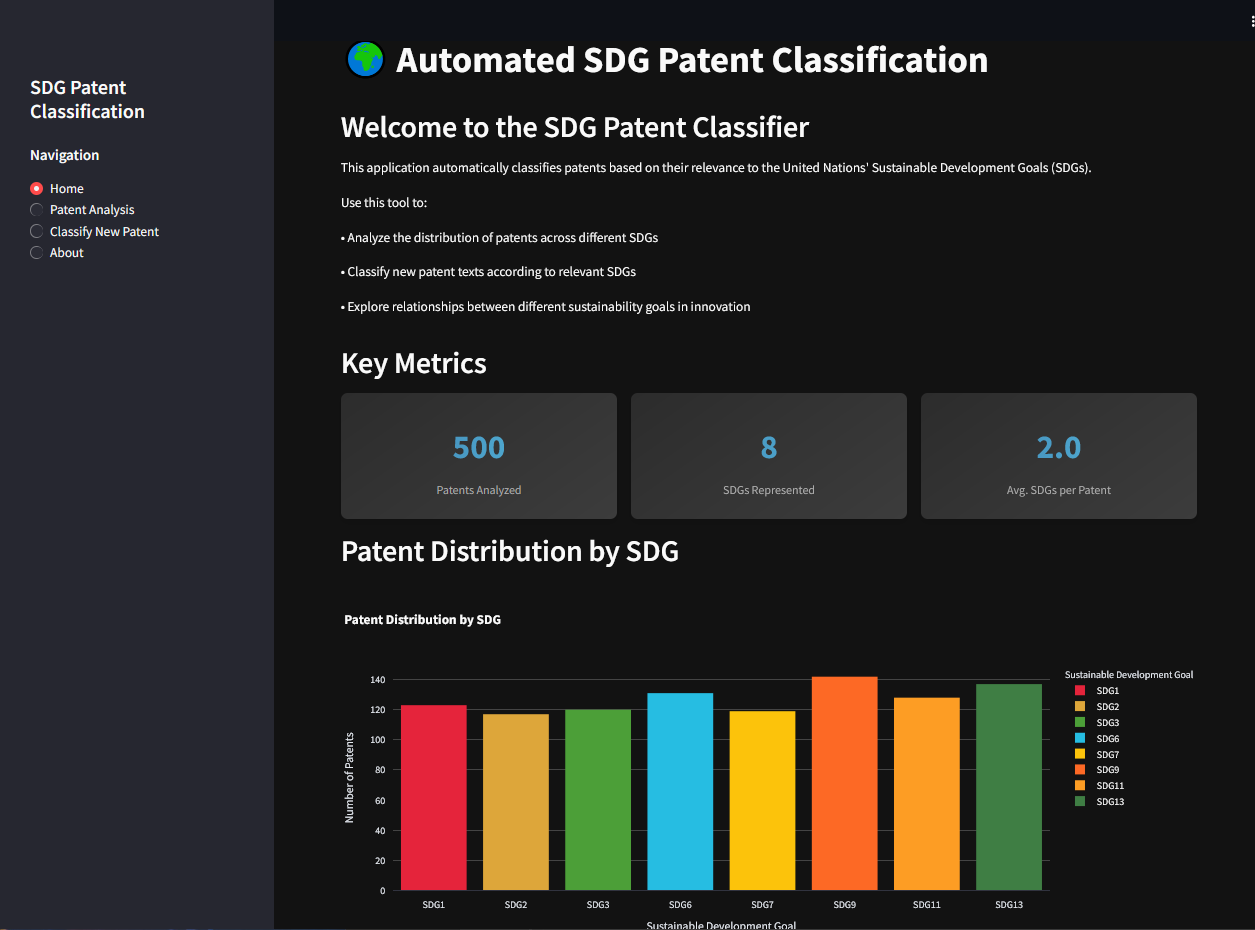 SDG Patent
Classification
Navigation
Home
Patent Analysis
Classify New Patent
About
Automated SDG Patent Classification
Welcome to the SDG Patent Classifier
This application automatically classifies patents based on their relevance to the United Nations' Sustainable Development Goals (SDGs).
Use this tool to:
• Analyze the distribution of patents across different SDGs
• Classify new patent texts according to relevant SDGs
• Explore relationships between different sustainability goals in innovation
Key Metrics
500
Patents Analyzed
8
SDGs Represented
2.0
Avg. SDGs per Patent
Patent Distribution by SDG
Patent Distribution by SDG
Number of Patents
140
120
100
80
60
40
20
0
SDG1 SDG2 SDG3 SDG6 SDG7 SDG9 SDG11 SDG13
Sustainable Development Goal
Sustainable Development Goal
SDG1
SDG2
SDG3
SDG6
SDG7
SDG9
SDG11
SDG13